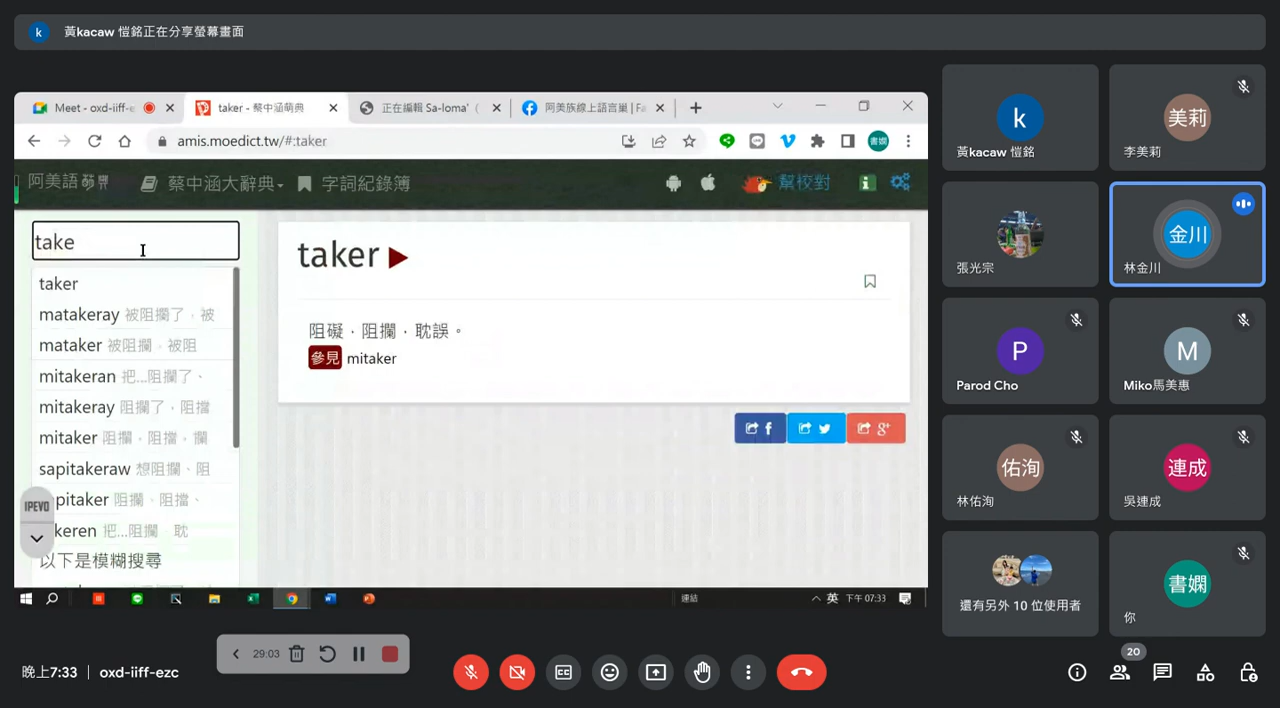 k 黃kacaw 愷銘正在分享螢幕畫面
Meet - oxd-iiff-e
taker - 蔡中涵萌典
正在編輯 Sa-loma' (
阿美族線上語言巢 | Fa
amis.moedict.tw/#:taker
書嫻
阿美語萌典
蔡中涵大辭典
字詞紀錄簿
幫校對
take
taker
matakeray 被阻攔了，被
mataker 被阻攔。被阻
mitakeran 把...阻攔了、
mitakeray 阻攔了，阻擋
mitaker 阻攔，阻擋。攔
sapitakeraw 想阻攔、阻
pitaker 阻攔、阻擋、
keren 把...阻攔，耽
以下是模糊搜尋
IPEVO
taker
阻礙，阻攔，耽誤。
參見 mitaker
f
g+
連結
英
下午 07:33
k
黃kacaw 愷銘
美莉
李美莉
張光宗
金川
林金川
P
Parod Cho
M
Miko馬美惠
佑洵
林佑洵
連成
吳連成
還有另外 10 位使用者
書嫻
你
29:03
晚上7:33 | oxd-iiff-ezc
CC
20